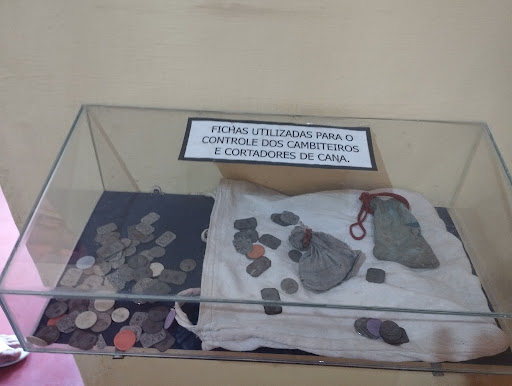 FICHAS UTILIZADAS PARA O
CONTROLE DOS CAMBITEIROS
E CORTADORES DE CANA.